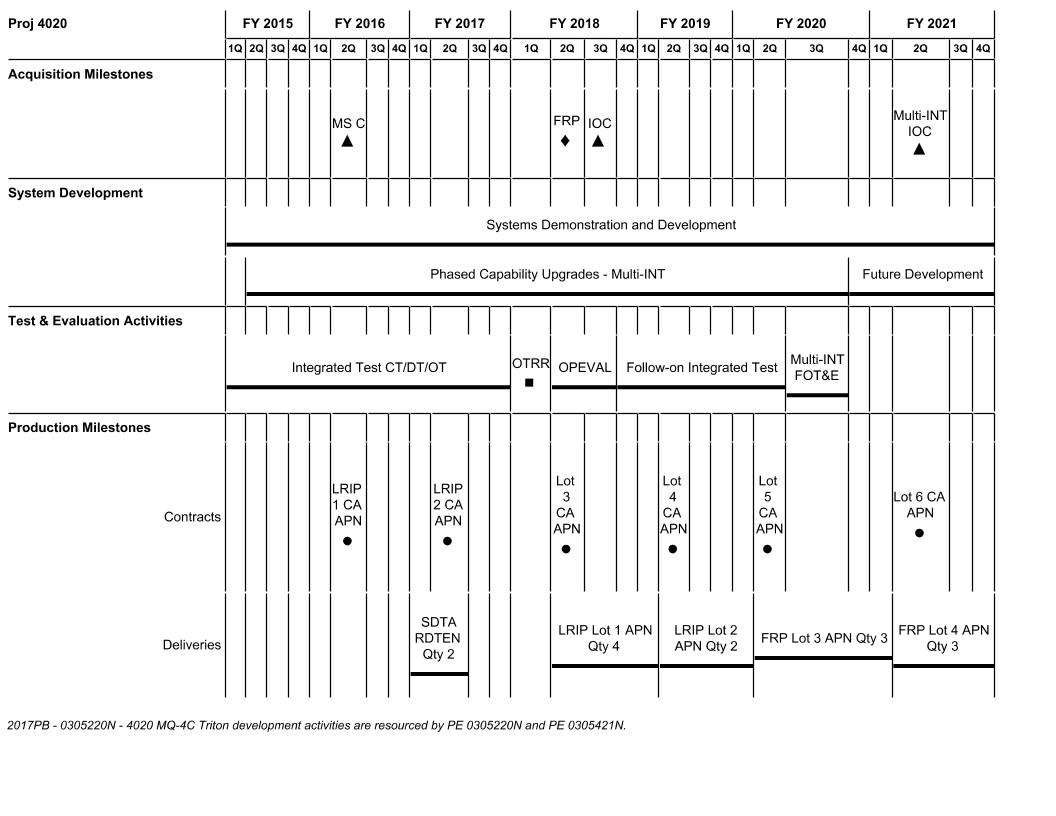 Proj 4020 FY 2015 FY 2016 FY 2017 FY 2018 FY 2019 FY 2020 FY 2021
1Q 2Q 3Q 4Q 1Q 2Q 3Q 4Q 1Q 2Q 3Q 4Q 1Q 2Q 3Q 4Q 1Q 2Q 3Q 4Q 1Q 2Q 3Q 4Q 1Q 2Q 3Q 4Q
Acquisition Milestones
MS C
FRP
IOC
Multi-INT
IOC
System Development
Systems Demonstration and Development
Phased Capability Upgrades - Multi-INT
Future Development
Test & Evaluation Activities
Integrated Test CT/DT/OT
OTRR
OPEVAL
Follow-on Integrated Test
Multi-INT
FOT&E
Production Milestones
Contracts
LRIP
1 CA
APN
LRIP
2 CA
APN
Lot
3
CA
APN
Lot
4
CA
APN
Lot
5
CA
APN
Lot 6 CA
APN
Deliveries
SDTA
RDTEN
Qty 2
LRIP Lot 1 APN
Qty 4
LRIP Lot 2
APN Qty 2
FRP Lot 3 APN Qty 3
FRP Lot 4 APN
Qty 3
2017PB - 0305220N - 4020 MQ-4C Triton development activities are resourced by PE 0305220N and PE 0305421N.